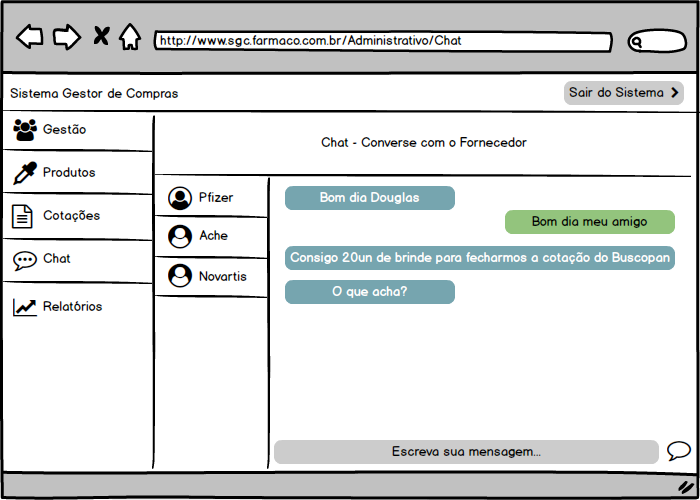 http://www.sgc.farmaco.com.br/Administrativo/Chat
Sistema Gestor de Compras
Sair do Sistema
Gestão
Produtos
Cotações
Chat
Relatórios
Chat - Converse com o Fornecedor
Pfizer
Ache
Novartis
Bom dia Douglas
Bom dia meu amigo
Consigo 20un de brinde para fecharmos a cotação do Buscopan
O que acha?
Escreva sua mensagem...